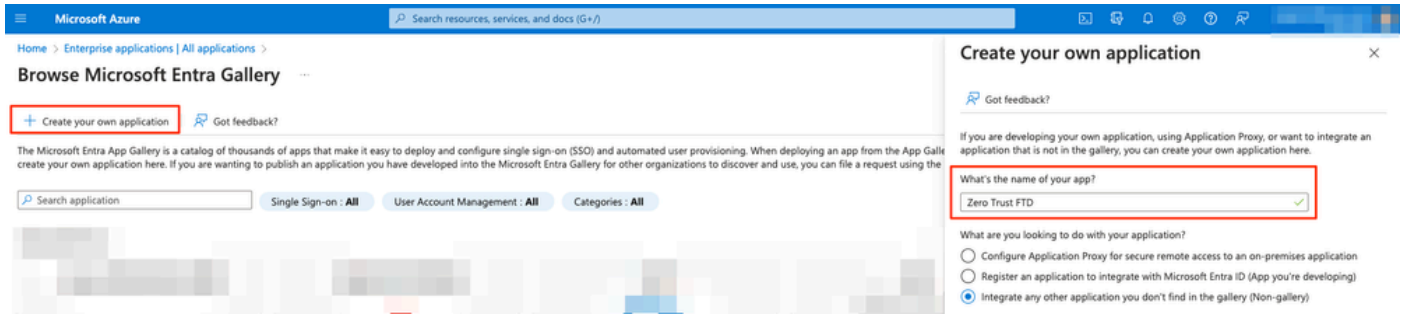 Microsoft Azure
Search resources, services, and docs (G+/)
Home > Enterprise applications | All applications >
Browse Microsoft Entra Gallery ...
+ Create your own application
Got feedback?
The Microsoft Entra App Gallery is a catalog of thousands of apps that make it easy to deploy and configure single sign-on (SSO) and automated user provisioning. When deploying an app from the App Galle
create your own application here. If you are wanting to publish an application you have developed into the Microsoft Entra Gallery for other organizations to discover and use, you can file a request using the
Search application
Single Sign-on : All
User Account Management : All
Categories : All
Create your own application
Got feedback?
If you are developing your own application, using Application Proxy, or want to integrate an
application that is not in the gallery, you can create your own application here.
What's the name of your app?
Zero Trust FTD
What are you looking to do with your application?
Configure Application Proxy for secure remote access to an on-premises application
Register an application to integrate with Microsoft Entra ID (App you're developing)
Integrate any other application you don't find in the gallery (Non-gallery)